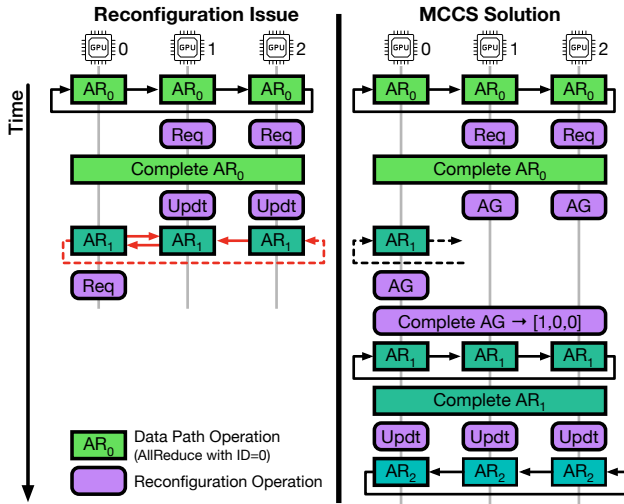 Reconfiguration Issue
GPU 0 GPU 1 GPU 2
Time
AR0 AR0 AR0
Req Req
Complete AR0
Updt Updt
AR1 AR1 AR1
Req
AR0 Data Path Operation
(AllReduce with ID=0)
Reconfiguration Operation
MCCS Solution
GPU 0 GPU 1 GPU 2
AR0 AR0 AR0
Req Req
Complete AR0
AG AG
AR1
AG
Complete AG → [1,0,0]
AR1 AR1 AR1
Complete AR1
Updt Updt Updt
AR2 AR2 AR2